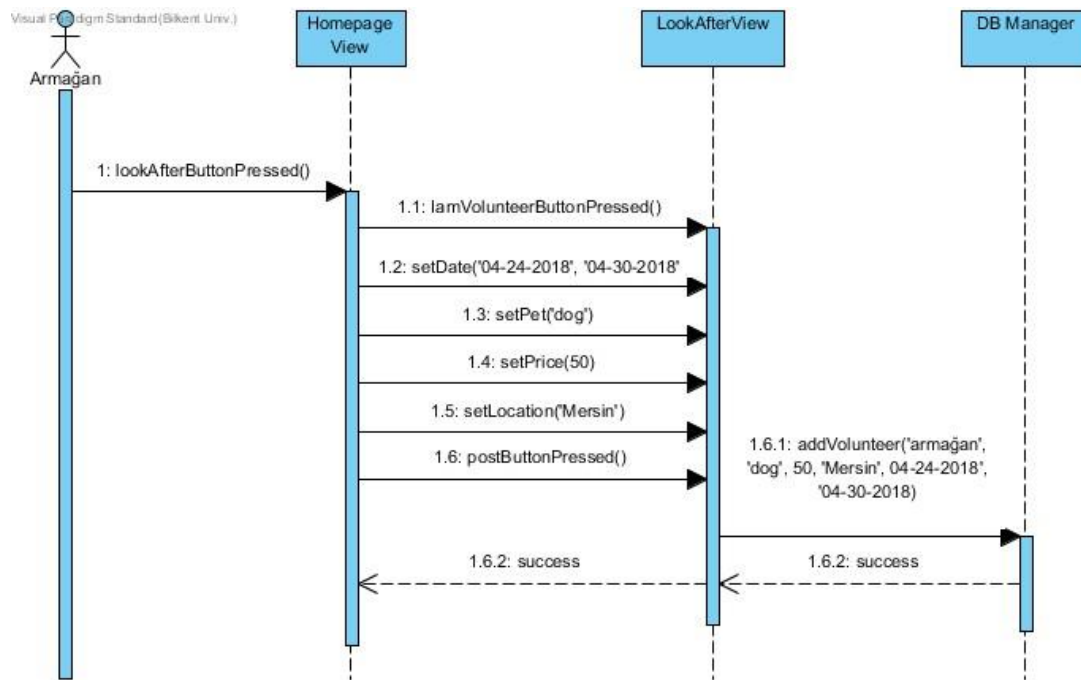 Visual Paradigm Standard(Bilkent Univ.)
Armağan
Homepage
View
LookAfterView
DB Manager
1: lookAfterButtonPressed()
1.1: IamVolunteerButtonPressed()
1.2: setDate("04-24-2018", "04-30-2018"
1.3: setPet("dog")
1.4: setPrice(50)
1.5: setLocation("Mersin")
1.6: postButtonPressed()
1.6.1: addVolunteer("armağan",
"dog", 50, "Mersin", 04-24-2018",
"04-30-2018)
1.6.2: success
1.6.2: success